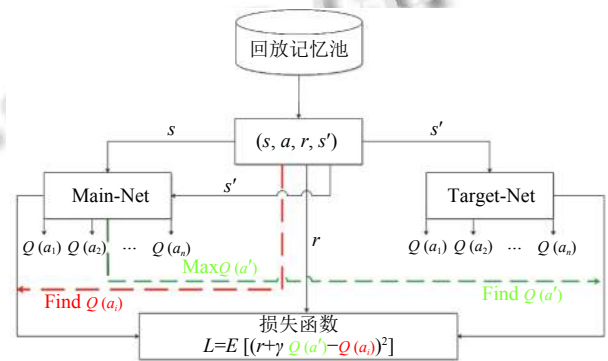 回放记忆池
s
(s, a, r, s′)
s′
Main-Net
s′
Target-Net
Q (a₁) Q (a₂) ... Q (aₙ)
r
Q (a₁) Q (a₂) ... Q (aₙ)
MaxQ (a′)
Find Q (aᵢ)
Find Q (a′)
损失函数
L=E [(r+γ Q (a′)−Q (aᵢ))²]